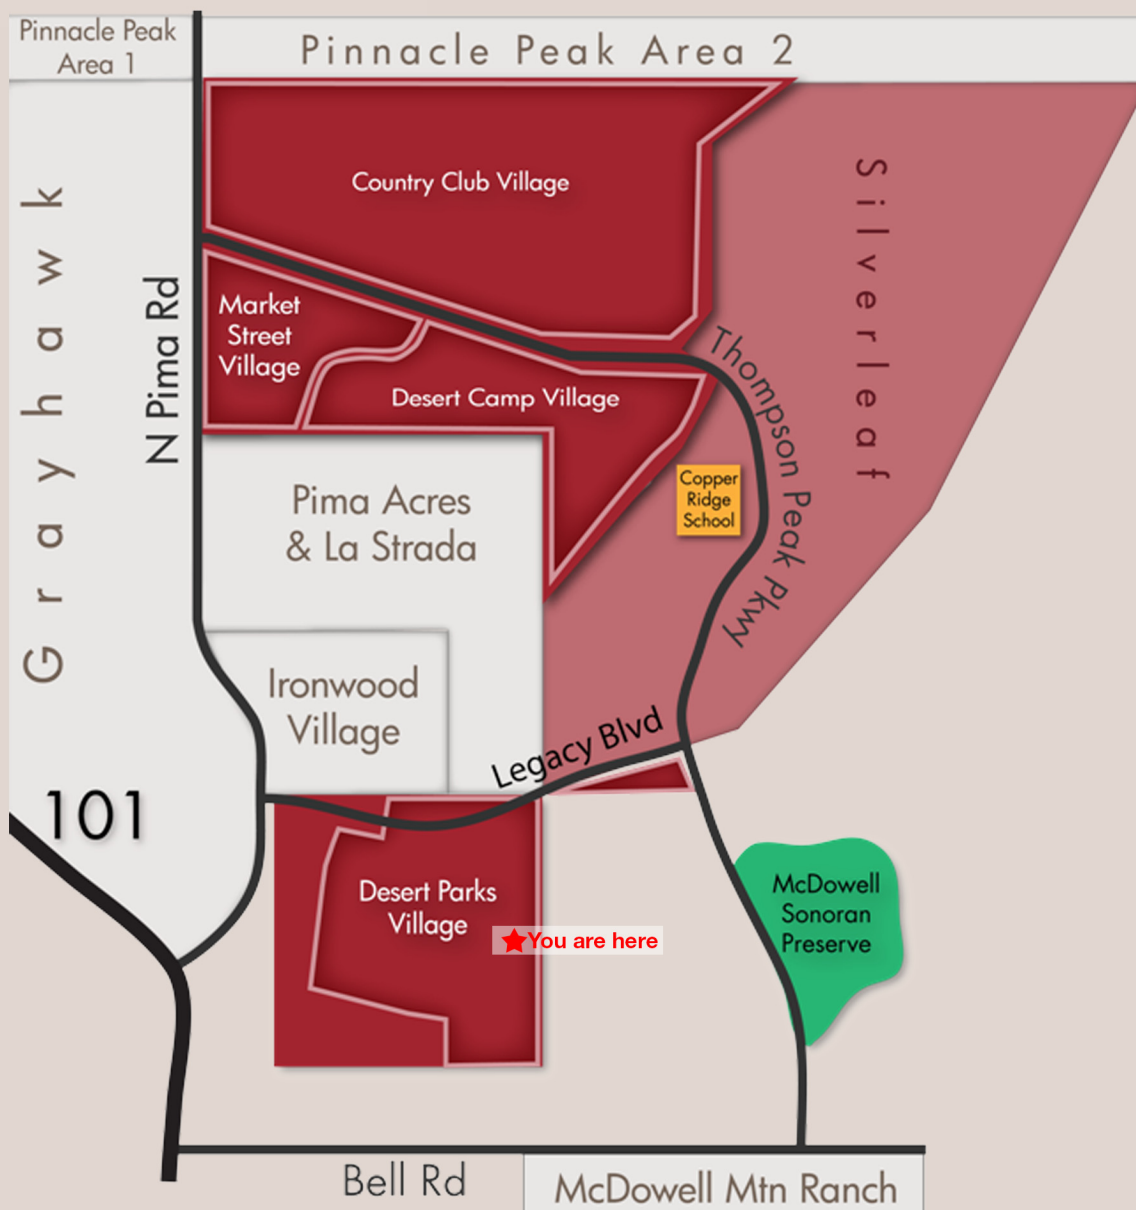 Pinnacle Peak
Area 1
Pinnacle Peak Area 2
Country Club Village
Silverleaf
Grayhawk
N Pima Rd
Market
Street
Village
Thompson Peak Pkwy
Desert Camp Village
Copper
Ridge
School
Pima Acres
& La Strada
Ironwood
Village
Legacy Blvd
101
Desert Parks
Village
You are here
McDowell
Sonoran
Preserve
Bell Rd
McDowell Mtn Ranch